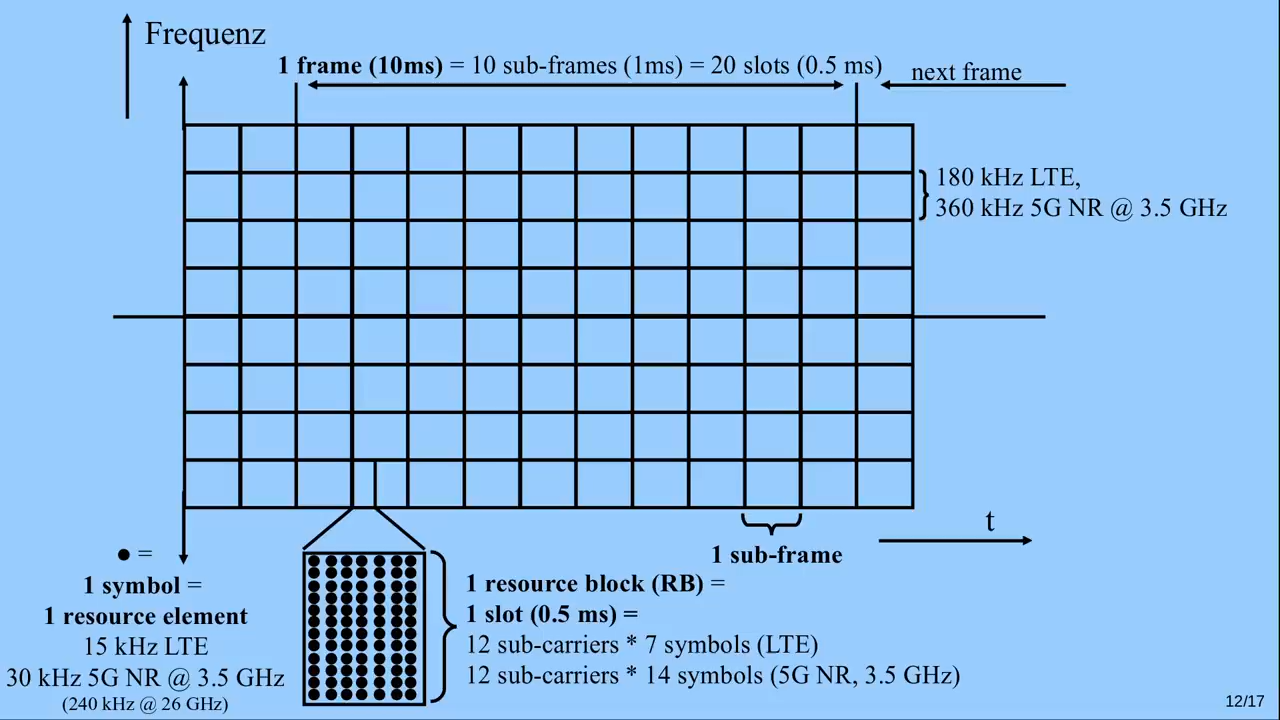 Frequenz
1 frame (10ms) = 10 sub-frames (1ms) = 20 slots (0.5 ms)
next frame
180 kHz LTE,
360 kHz 5G NR @ 3.5 GHz
t
1 sub-frame
● =
1 symbol =
1 resource element
15 kHz LTE
30 kHz 5G NR @ 3.5 GHz
(240 kHz @ 26 GHz)
1 resource block (RB) =
1 slot (0.5 ms) =
12 sub-carriers * 7 symbols (LTE)
12 sub-carriers * 14 symbols (5G NR, 3.5 GHz)
12/17